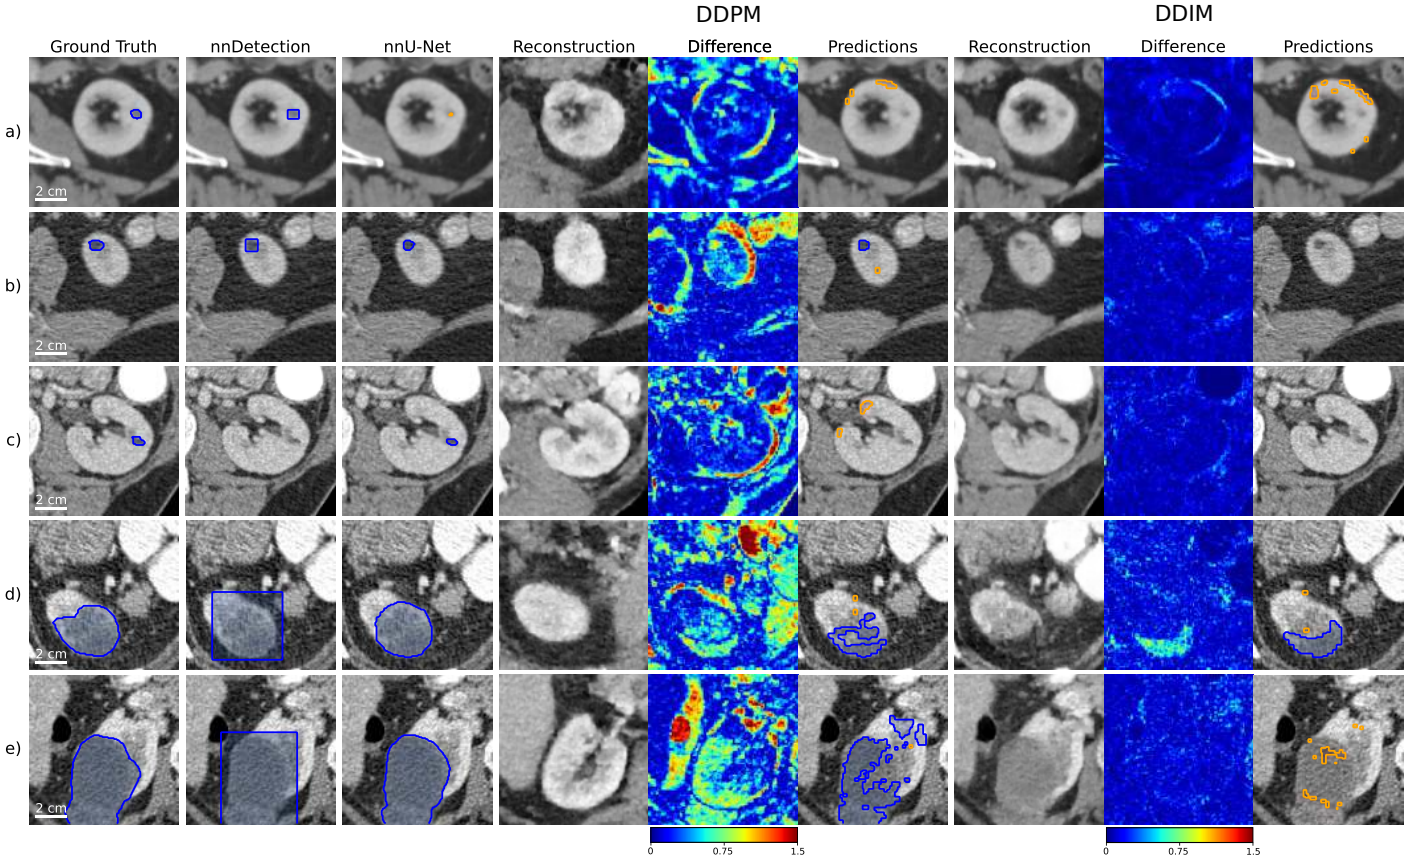 DDPM DDIM
Ground Truth nnDetection nnU-Net Reconstruction Difference Predictions Reconstruction Difference Predictions
a)
2 cm
b)
2 cm
c)
2 cm
d)
2 cm
e)
2 cm
0 0.75 1.5 0 0.75 1.5